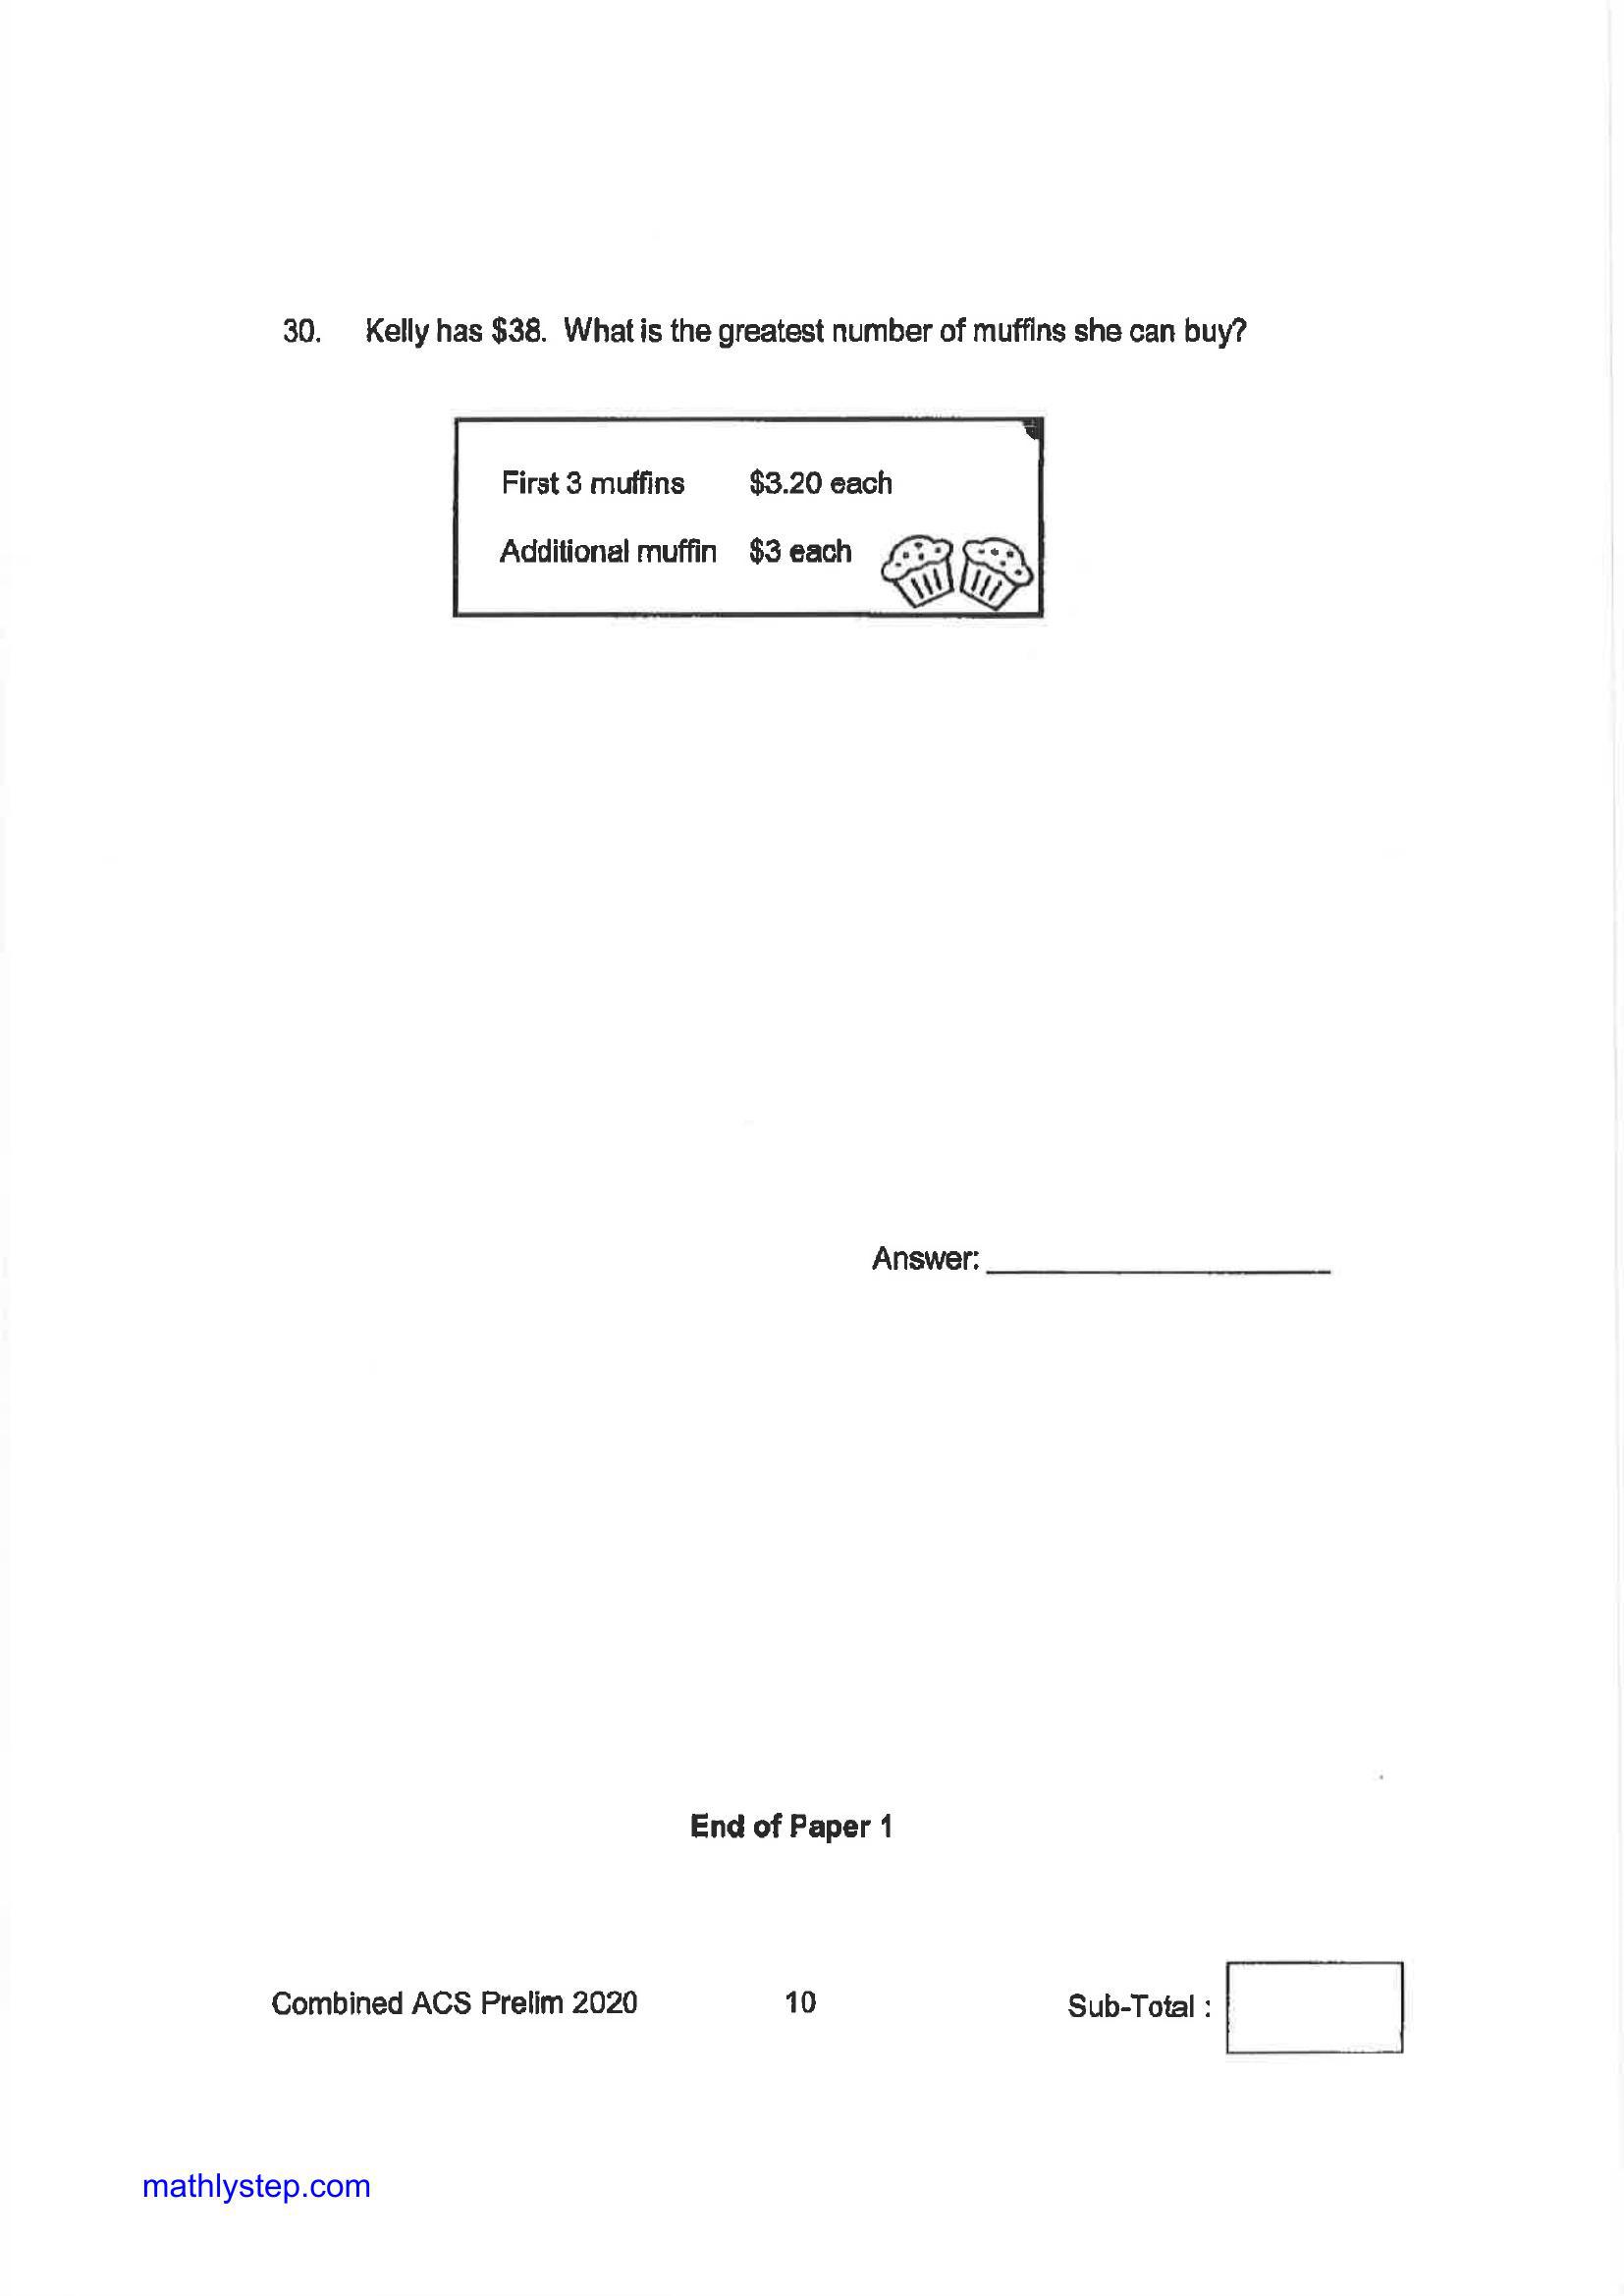 30. Kelly has $38. What is the greatest number of muffins she can buy?
First 3 muffins $3.20 each
Additional muffin $3 each
Answer:
End of Paper 1
Combined ACS Prelim 2020 10 Sub-Total :
mathlystep.com